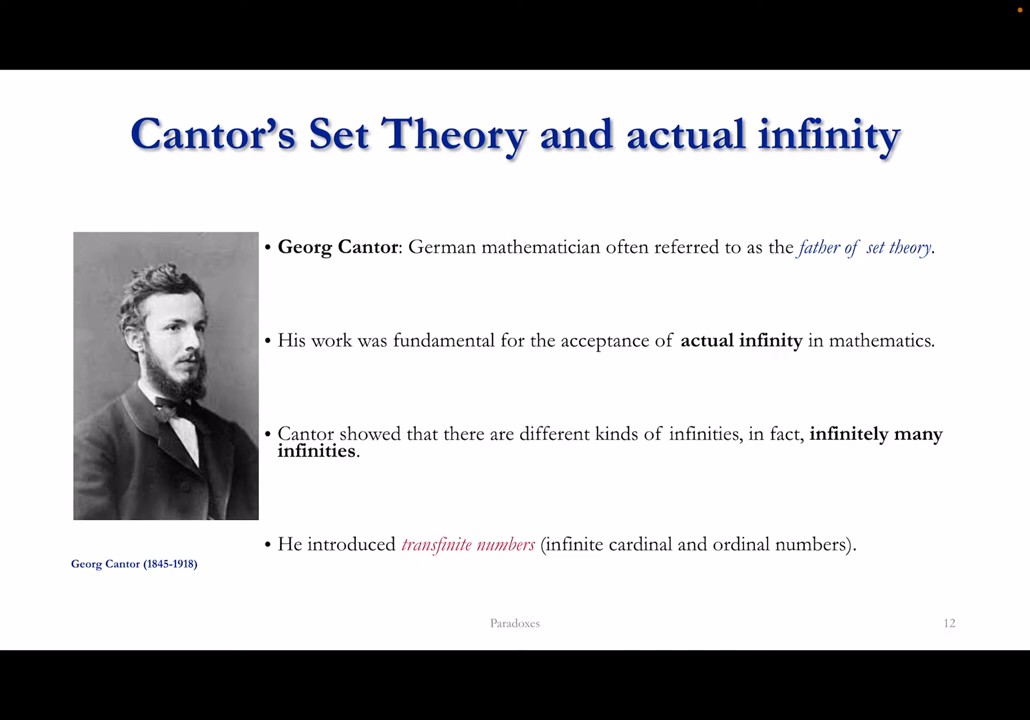 Cantor’s Set Theory and actual infinity
• Georg Cantor: German mathematician often referred to as the father of set theory.
• His work was fundamental for the acceptance of actual infinity in mathematics.
• Cantor showed that there are different kinds of infinities, in fact, infinitely many
infinities.
• He introduced transfinite numbers (infinite cardinal and ordinal numbers).
Georg Cantor (1845-1918)
Paradoxes
12